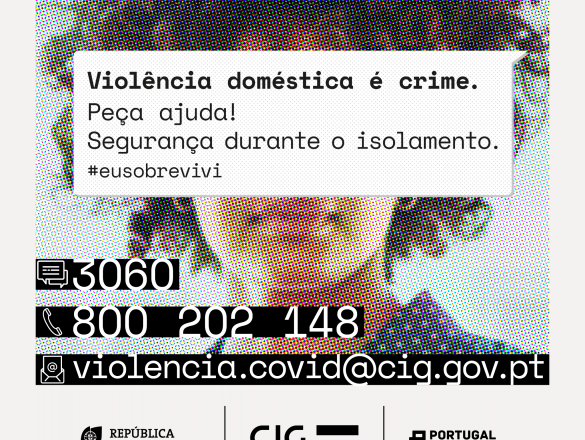 Violência doméstica é crime.
Peça ajuda!
Segurança durante o isolamento.
#eusobrevivi
3060
800 202 148
violencia.covid@cig.gov.pt
REPÚBLICA
CIG
PORTUGAL